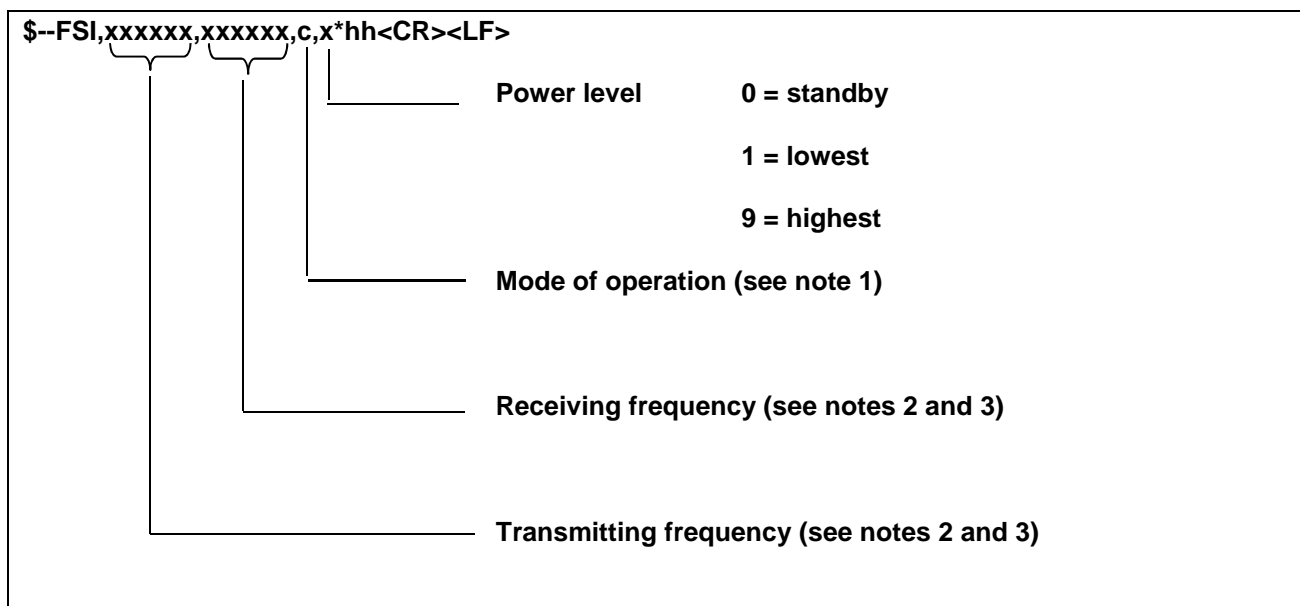 $--FSI,xxxxxx,xxxxxx,c,x*hh<CR><LF>
Power level 0 = standby
1 = lowest
9 = highest
Mode of operation (see note 1)
Receiving frequency (see notes 2 and 3)
Transmitting frequency (see notes 2 and 3)